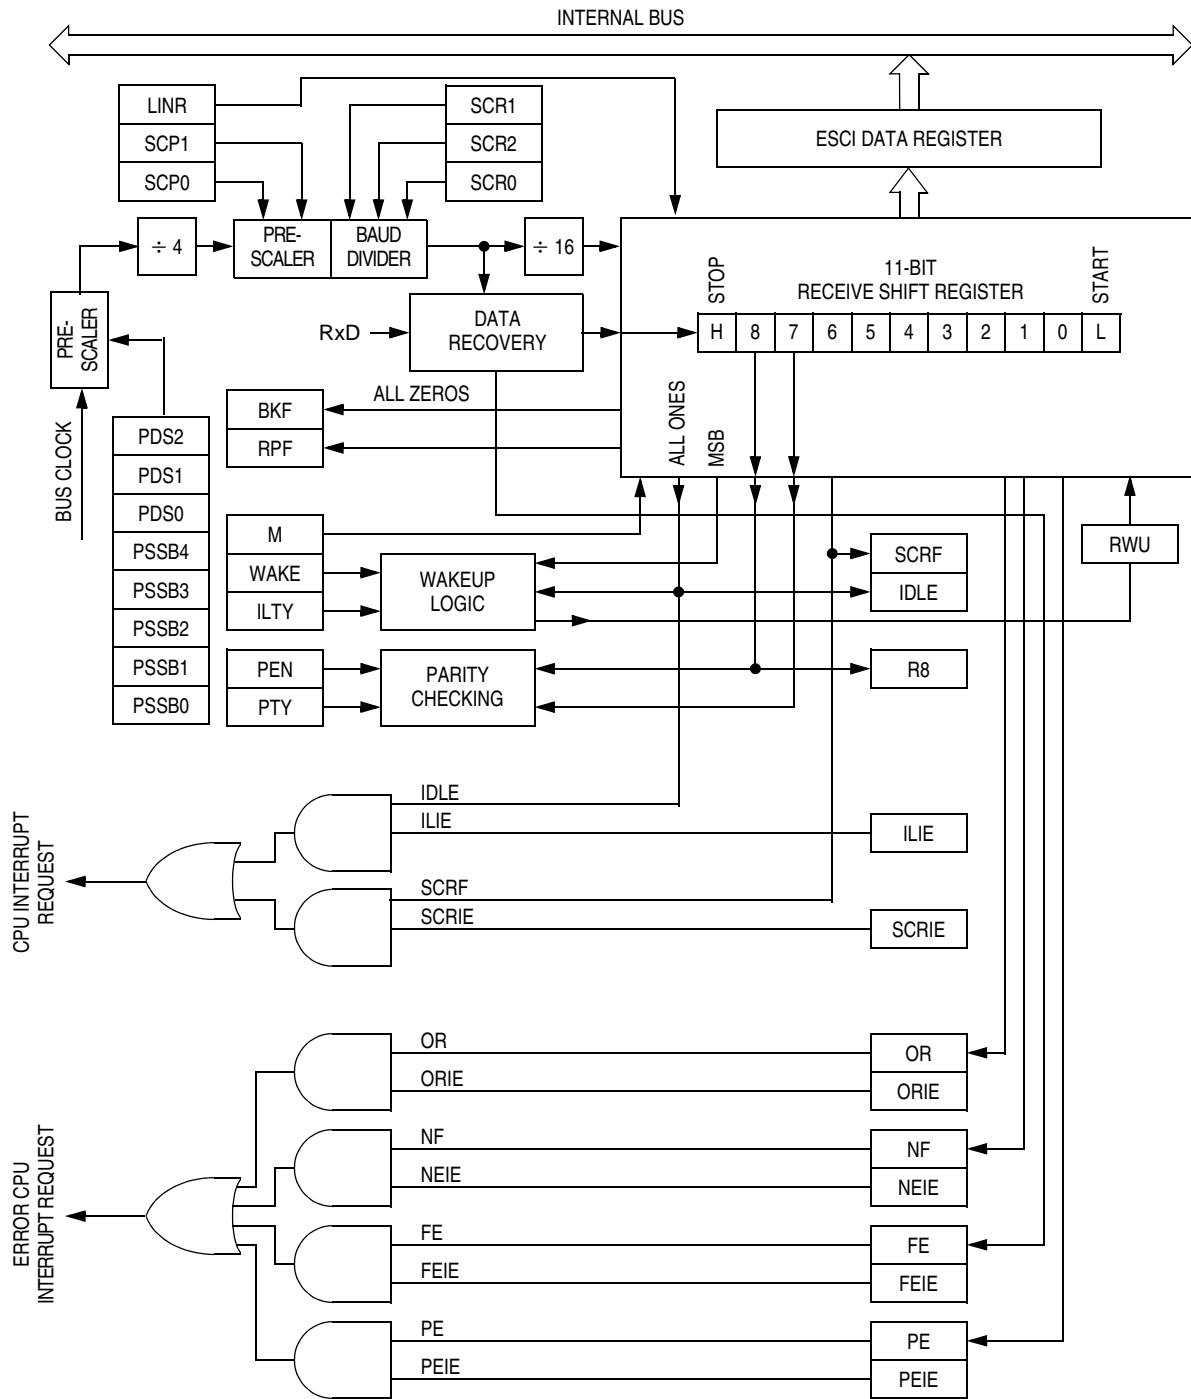 INTERNAL BUS
LINR
SCP1
SCP0
SCR1
SCR2
SCR0
ESCI DATA REGISTER
÷ 4
PRE-
SCALER
BAUD
DIVIDER
÷ 16
PRE-
SCALER
BUS CLOCK
RxD
DATA
RECOVERY
STOP
11-BIT
RECEIVE SHIFT REGISTER
START
H 8 7 6 5 4 3 2 1 0 L
ALL ZEROS
BKF
RPF
ALL ONES
MSB
PDS2
PDS1
PDS0
PSSB4
PSSB3
PSSB2
PSSB1
PSSB0
M
WAKE
ILTY
WAKEUP
LOGIC
SCRF
IDLE
RWU
PEN
PTY
PARITY
CHECKING
R8
CPU INTERRUPT
REQUEST
IDLE
ILIE
ILIE
SCRF
SCRIE
SCRIE
ERROR CPU
INTERRUPT REQUEST
OR
OR
ORIE
ORIE
NF
NF
NEIE
NEIE
FE
FE
FEIE
FEIE
PE
PE
PEIE
PEIE